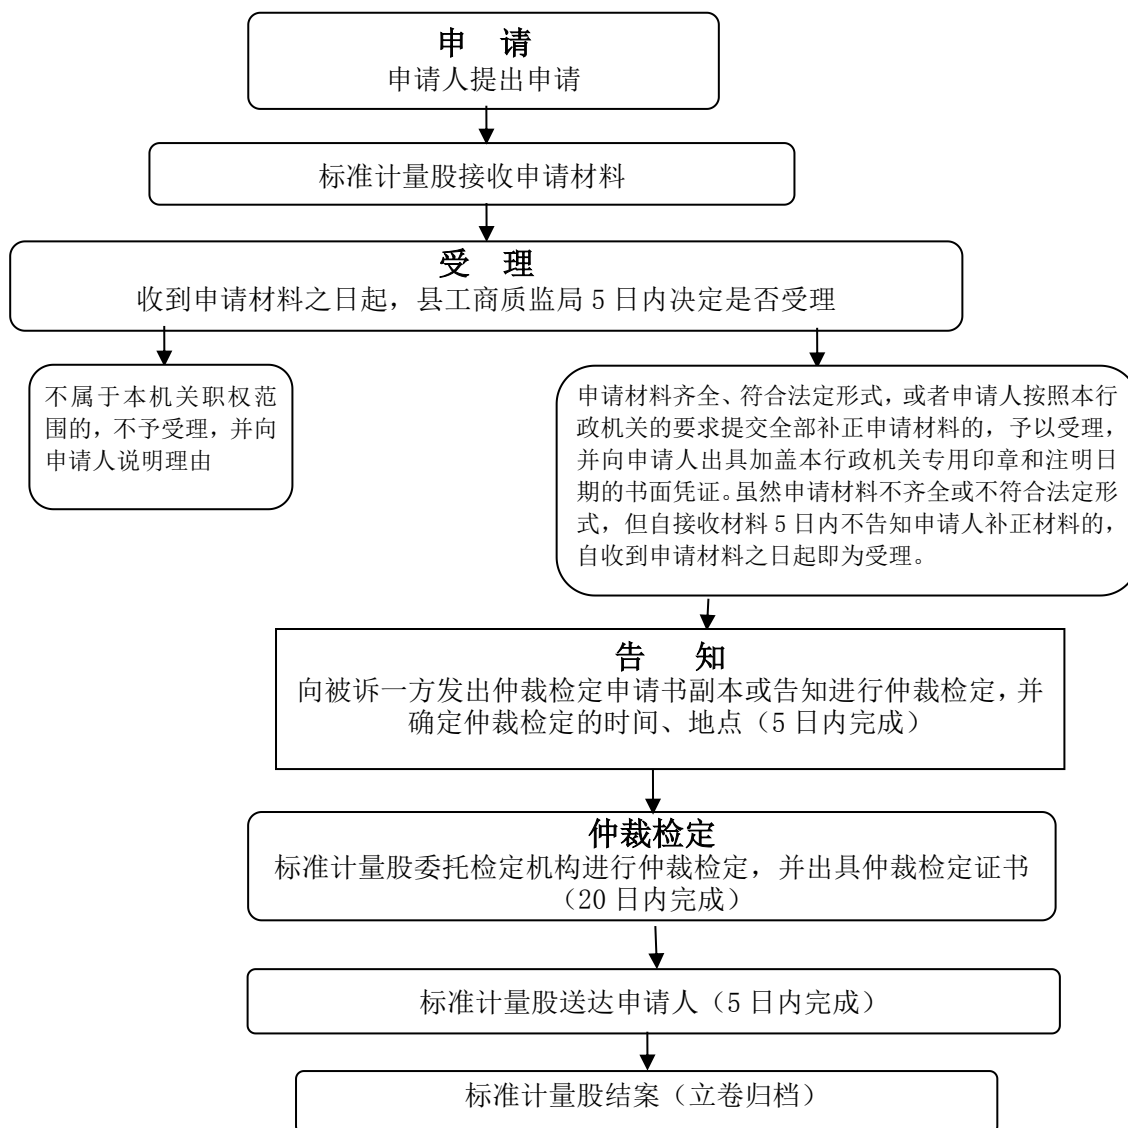 申 请
申请人提出申请
标准计量股接收申请材料
受 理
收到申请材料之日起，县工商质监局 5 日内决定是否受理
不属于本机关职权范
围的，不予受理，并向
申请人说明理由
申请材料齐全、符合法定形式，或者申请人按照本行
政机关的要求提交全部补正申请材料的，予以受理，
并向申请人出具加盖本行政机关专用印章和注明日
期的书面凭证。虽然申请材料不齐全或不符合法定形
式，但自接收材料 5 日内不告知申请人补正材料的，
自收到申请材料之日起即为受理。
告 知
向被诉一方发出仲裁检定申请书副本或告知进行仲裁检定，并
确定仲裁检定的时间、地点（5 日内完成）
仲裁检定
标准计量股委托检定机构进行仲裁检定，并出具仲裁检定证书
（20 日内完成）
标准计量股送达申请人（5 日内完成）
标准计量股结案（立卷归档）